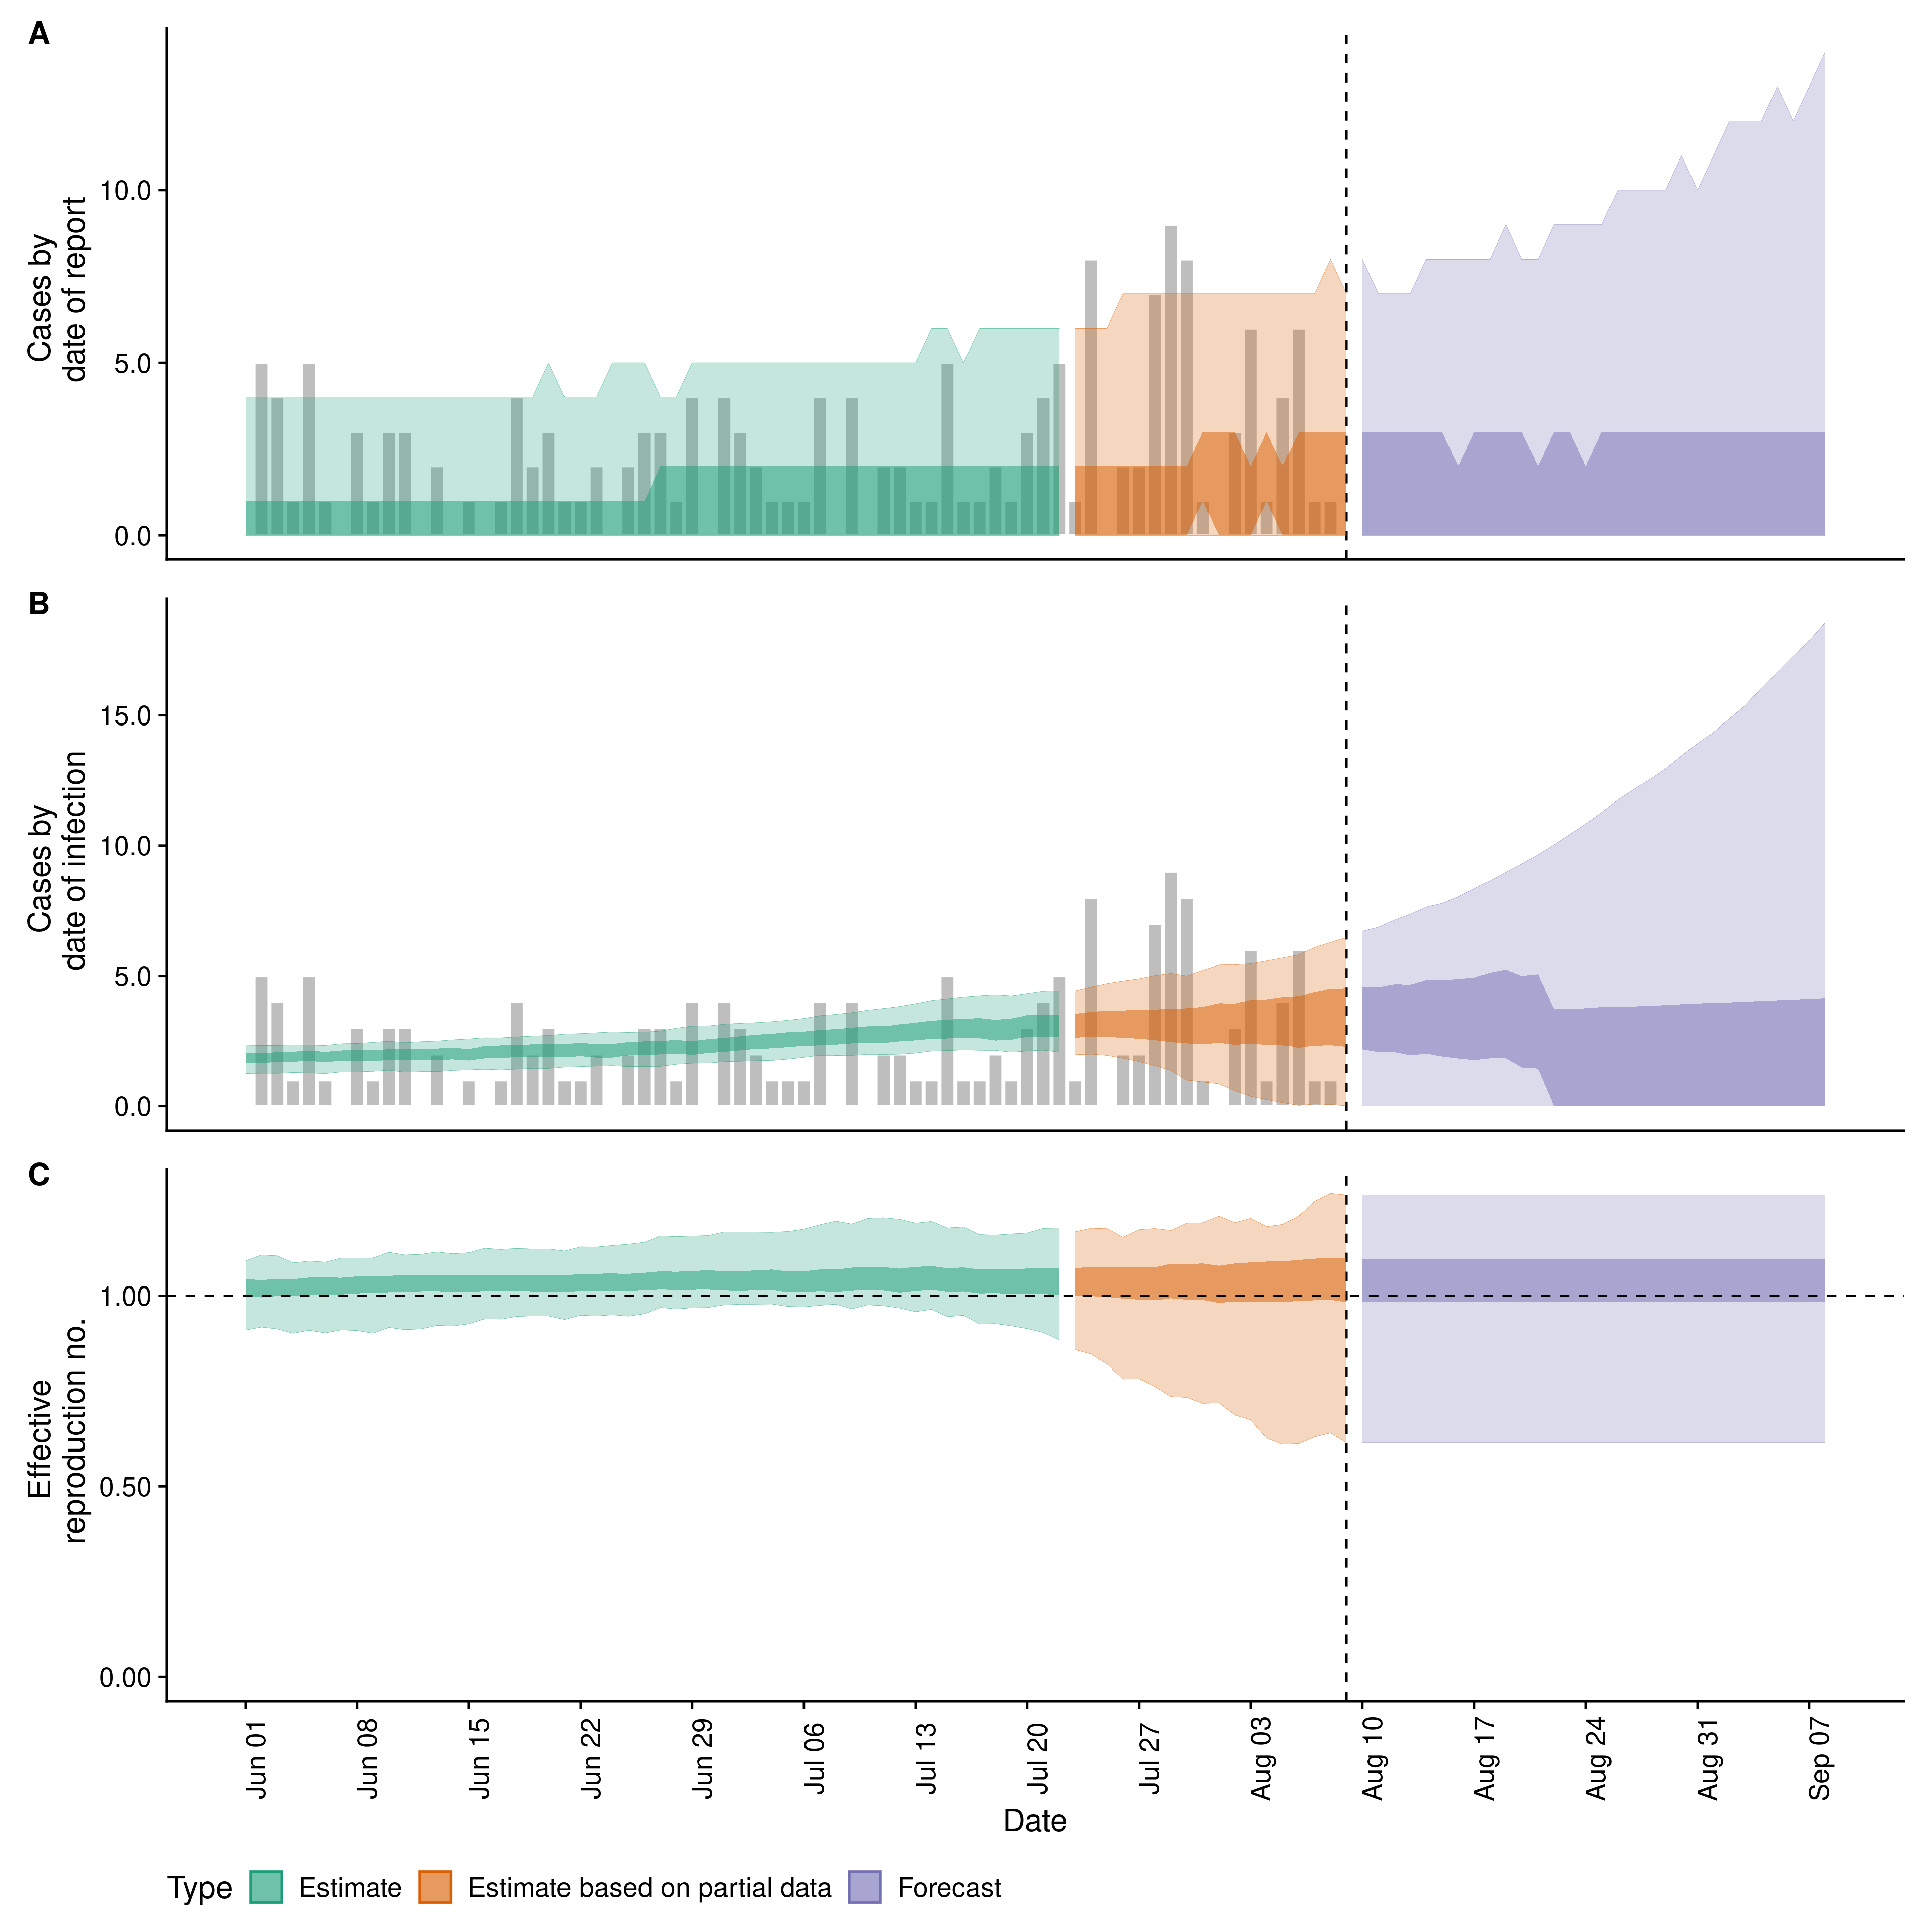 A
Cases by
date of report
10.0
5.0
0.0
B
Cases by
date of infection
15.0
10.0
5.0
0.0
C
Effective
reproduction no.
1.00
0.50
0.00
Jun 01
Jun 08
Jun 15
Jun 22
Jun 29
Jul 06
Jul 13
Jul 20
Jul 27
Aug 03
Aug 10
Aug 17
Aug 24
Aug 31
Sep 07
Date
Type Estimate Estimate based on partial data Forecast